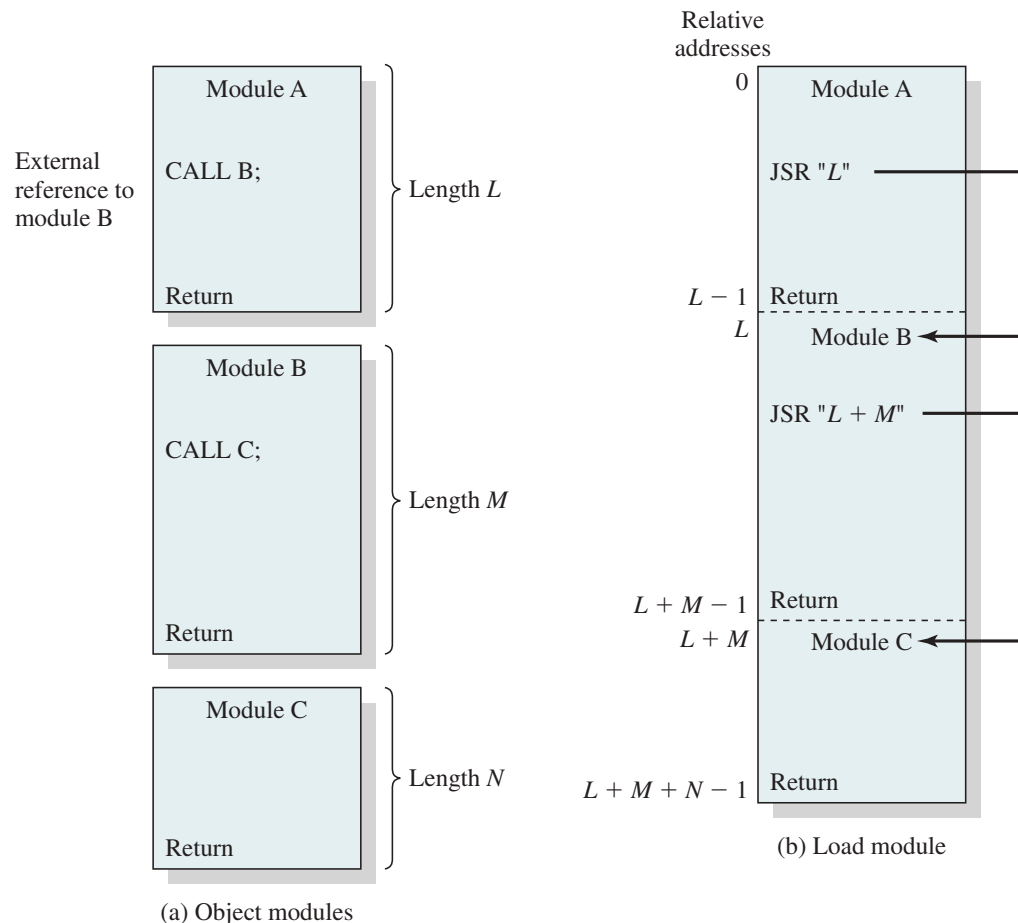 External
reference to
module B
Module A
CALL B;
Return
Length L
Module B
CALL C;
Return
Length M
Module C
Return
Length N
(a) Object modules
Relative
addresses
0
Module A
JSR "L"
L − 1
Return
L
Module B
JSR "L + M"
L + M − 1
Return
L + M
Module C
L + M + N − 1
Return
(b) Load module